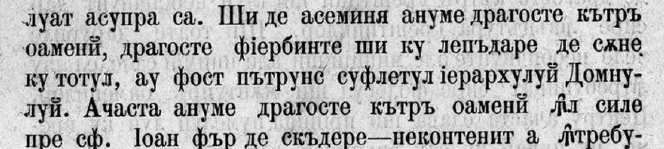 луат асупра са. Ши де асеминя ануме драгосте кътръ
оаменй, драгосте фіербинте ши ку лепъдаре де сѫне
ку тотул, ау фост пътрунс суфлетул іерархулуй Домну-
луй. Ачаста ануме драгосте кътръ оаменй ꙟл силе
пре сф. Іоан фър де скъдере—неконтенит а ꙟтребу-